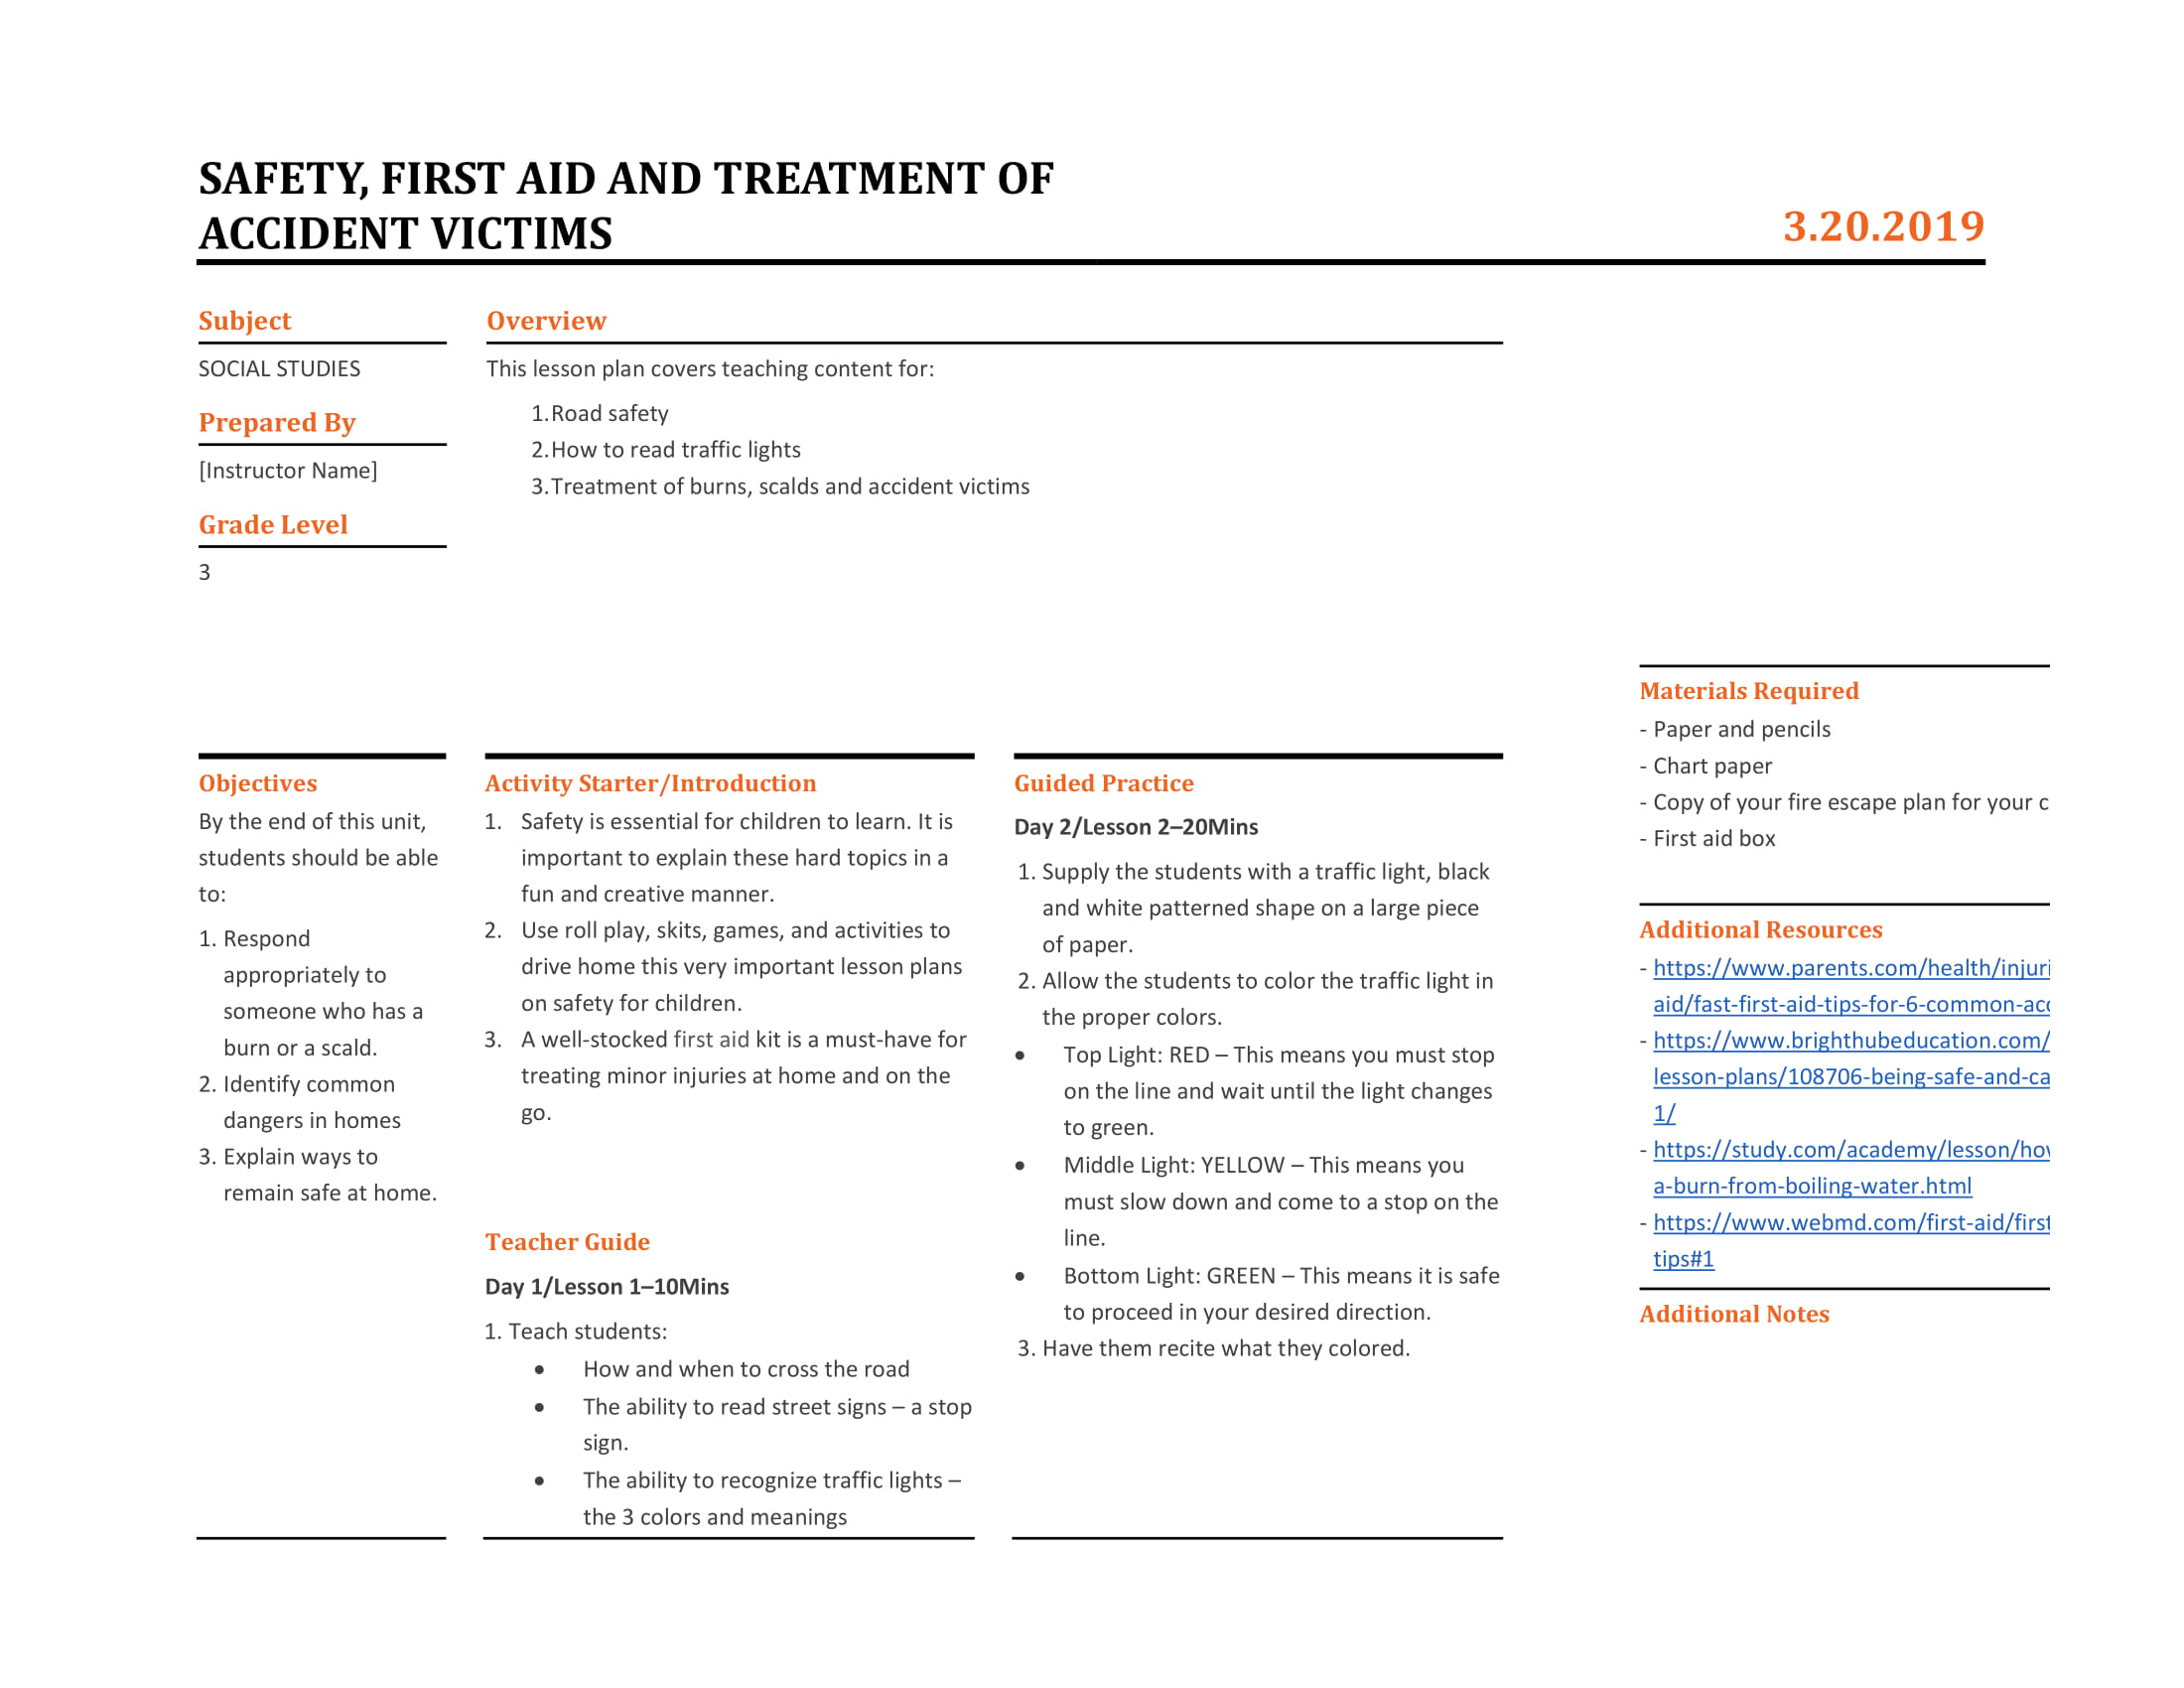 SAFETY, FIRST AID AND TREATMENT OF
ACCIDENT VICTIMS
3.20.2019
Subject
SOCIAL STUDIES
Prepared By
[Instructor Name]
Grade Level
3
Overview
This lesson plan covers teaching content for:
1.Road safety
2.How to read traffic lights
3.Treatment of burns, scalds and accident victims
Objectives
By the end of this unit,
students should be able
to:
1. Respond
appropriately to
someone who has a
burn or a scald.
2. Identify common
dangers in homes
3. Explain ways to
remain safe at home.
Activity Starter/Introduction
1. Safety is essential for children to learn. It is
important to explain these hard topics in a
fun and creative manner.
2. Use roll play, skits, games, and activities to
drive home this very important lesson plans
on safety for children.
3. A well-stocked first aid kit is a must-have for
treating minor injuries at home and on the
go.
Teacher Guide
Day 1/Lesson 1–10Mins
1. Teach students:
• How and when to cross the road
• The ability to read street signs – a stop
sign.
• The ability to recognize traffic lights –
the 3 colors and meanings
Guided Practice
Day 2/Lesson 2–20Mins
1. Supply the students with a traffic light, black
and white patterned shape on a large piece
of paper.
2. Allow the students to color the traffic light in
the proper colors.
• Top Light: RED – This means you must stop
on the line and wait until the light changes
to green.
• Middle Light: YELLOW – This means you
must slow down and come to a stop on the
line.
• Bottom Light: GREEN – This means it is safe
to proceed in your desired direction.
3. Have them recite what they colored.
Materials Required
- Paper and pencils
- Chart paper
- Copy of your fire escape plan for your c
- First aid box
Additional Resources
- https://www.parents.com/health/injuri
aid/fast-first-aid-tips-for-6-common-acc
- https://www.brighthubeducation.com/
lesson-plans/108706-being-safe-and-ca
1/
- https://study.com/academy/lesson/how
a-burn-from-boiling-water.html
- https://www.webmd.com/first-aid/first
tips#1
Additional Notes